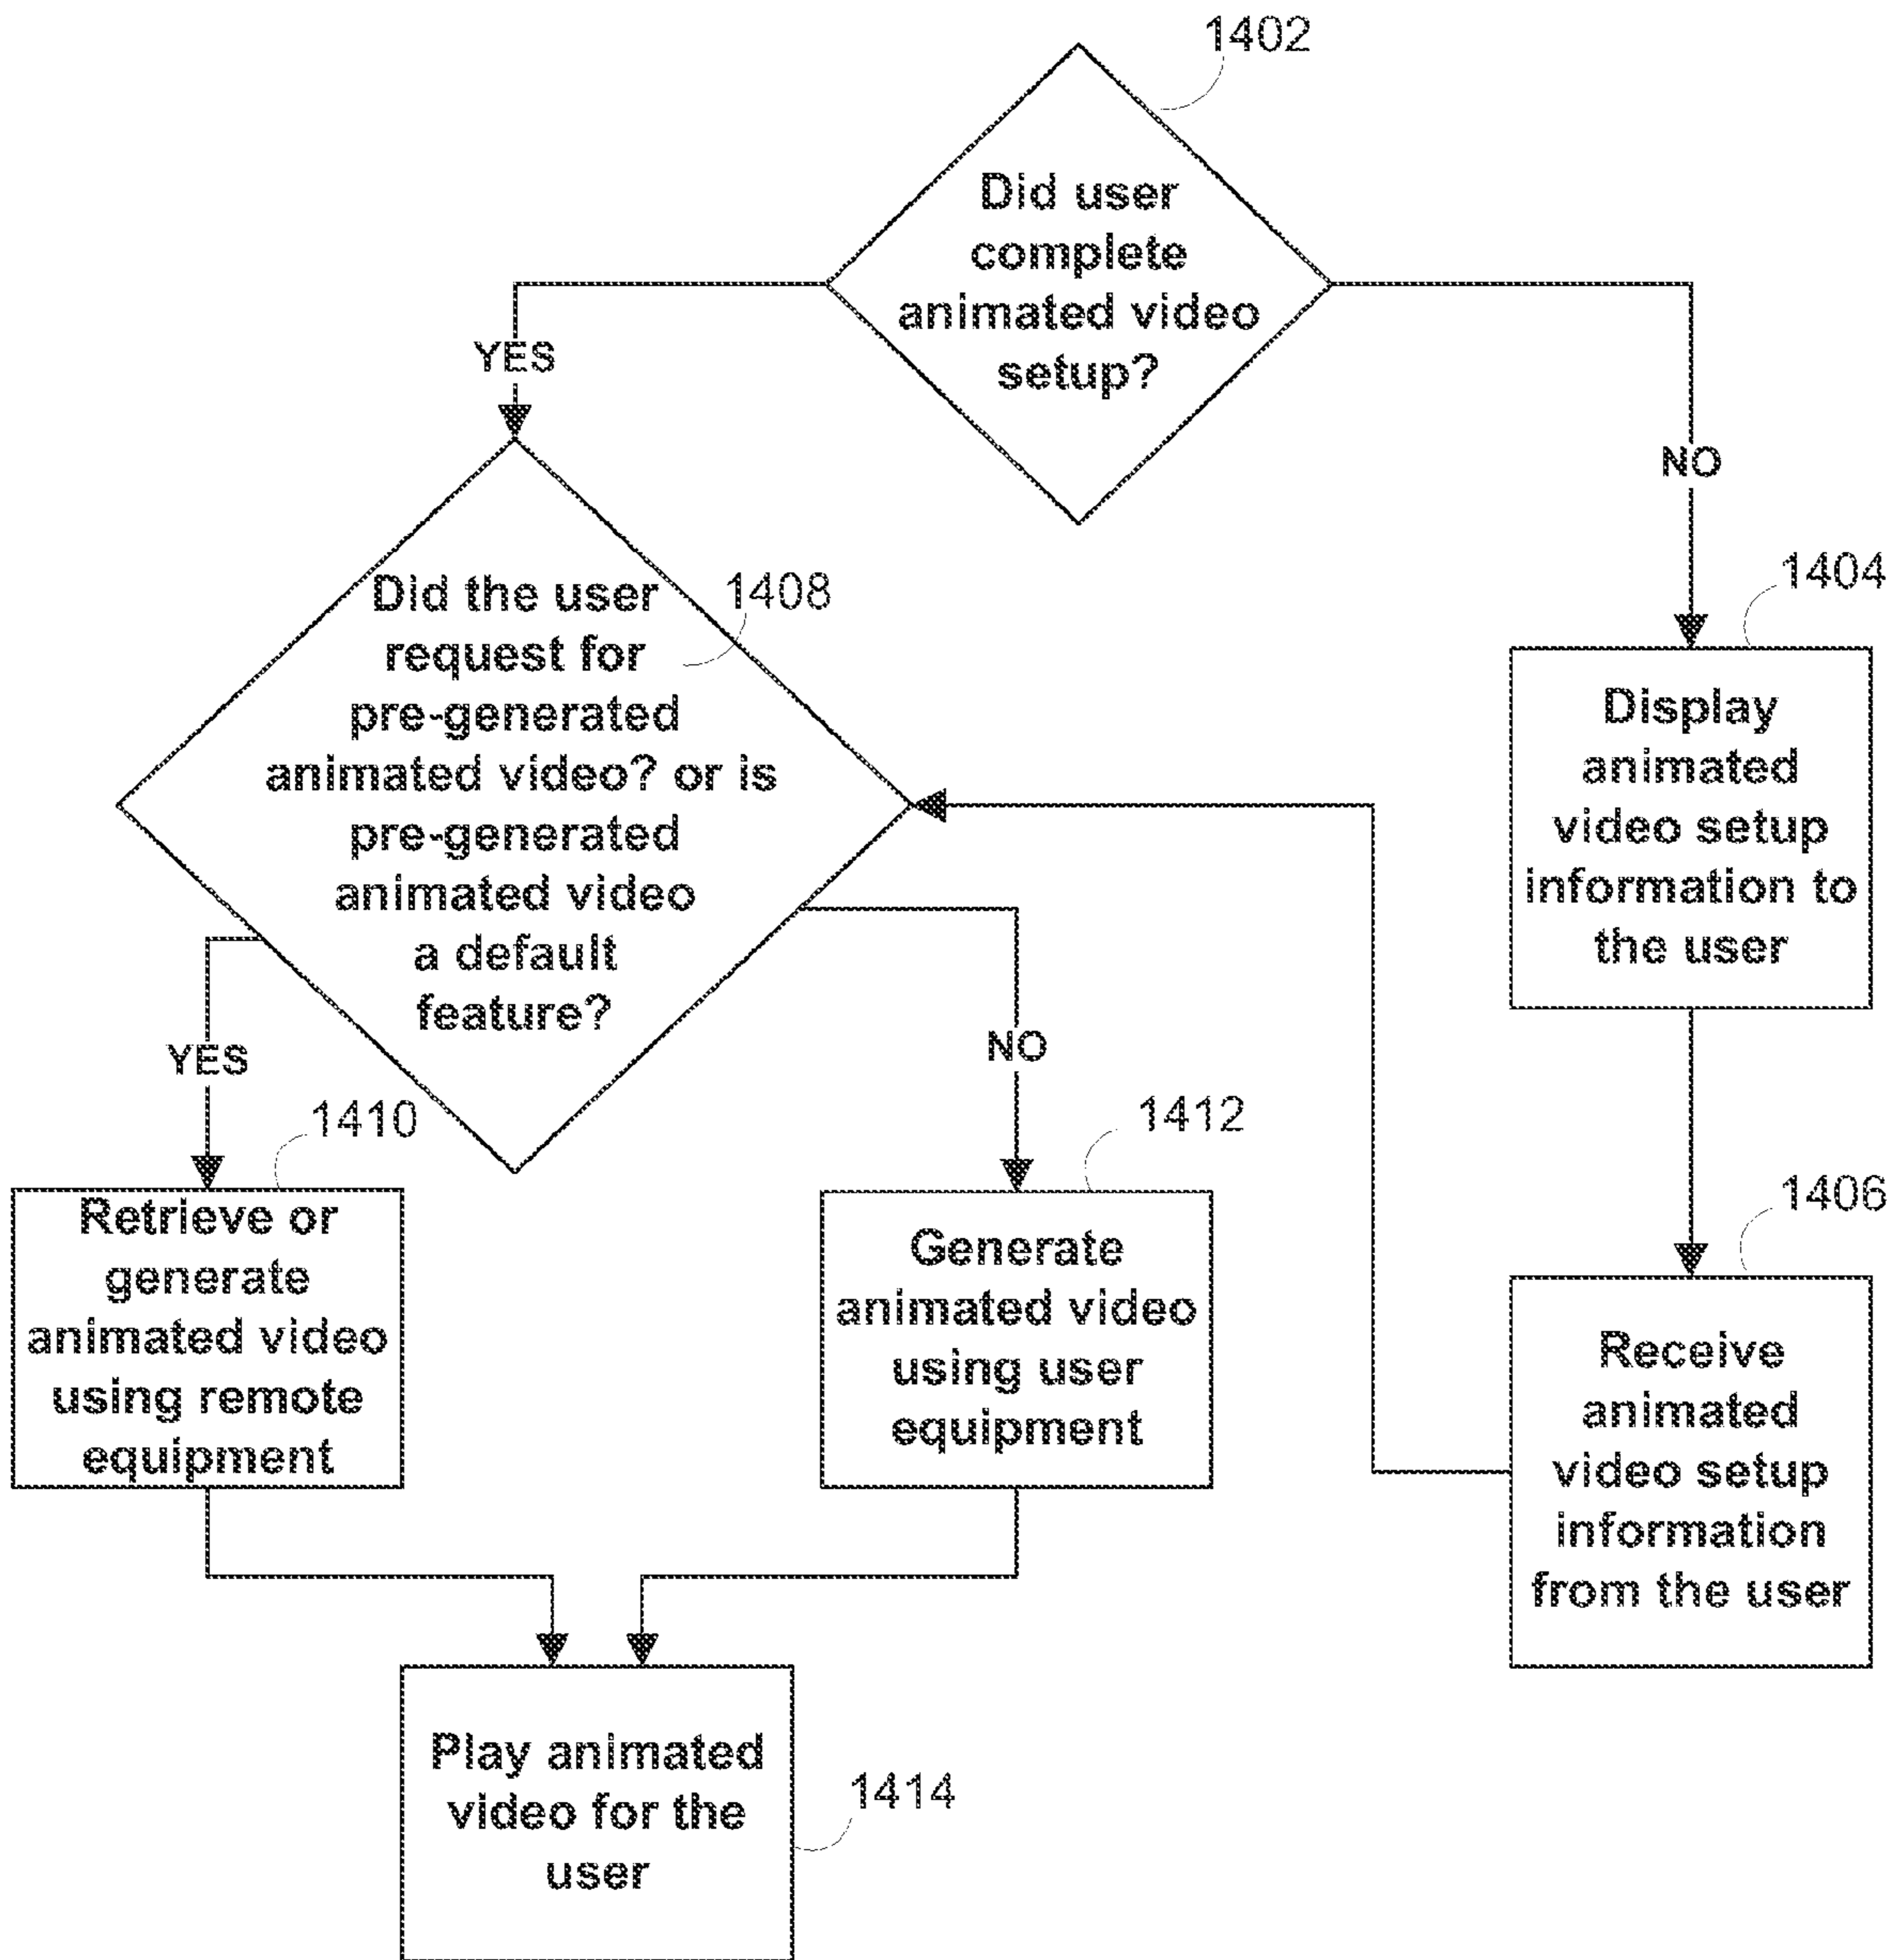 1402
Did user
complete
animated video
setup?
YES
NO
1408
Did the user
request for
pre-generated
animated video? or is
pre-generated
animated video
a default
feature?
1404
Display
animated
video setup
information to
the user
YES
NO
1410
Retrieve or
generate
animated video
using remote
equipment
1412
Generate
animated video
using user
equipment
1406
Receive
animated
video setup
information
from the user
Play animated
video for the
user
1414